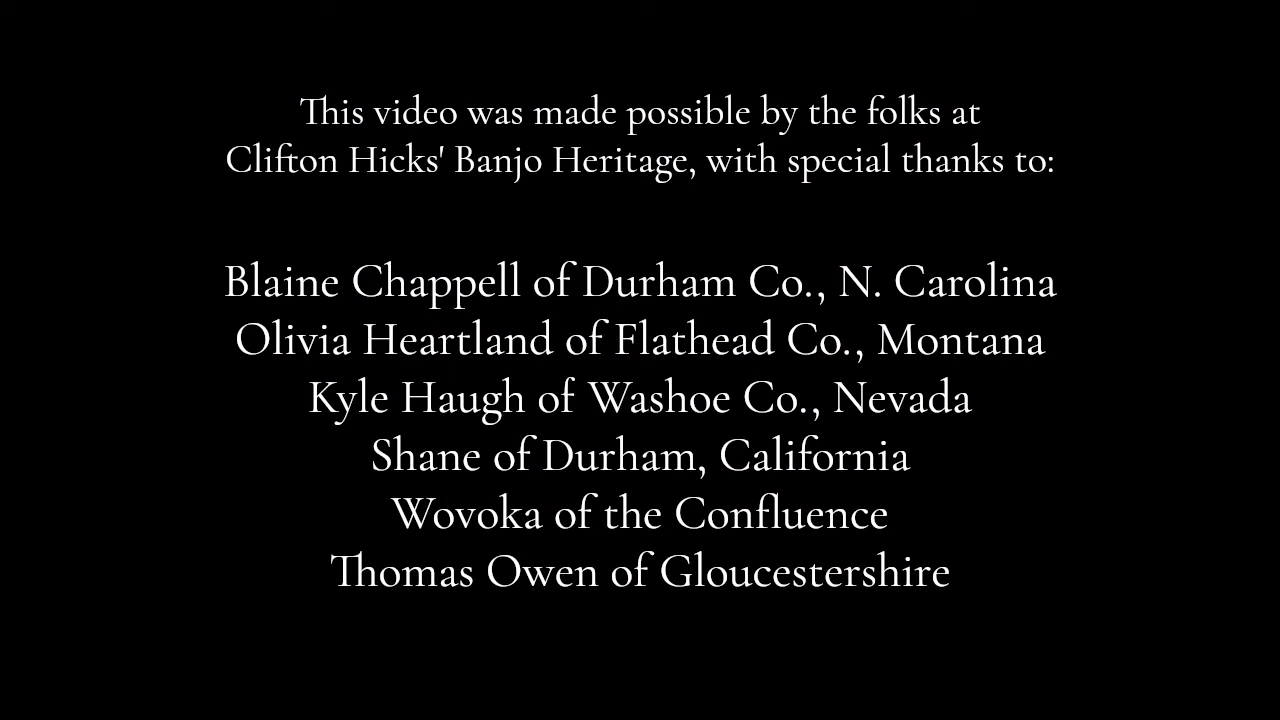 This video was made possible by the folks at
Clifton Hicks' Banjo Heritage, with special thanks to:
Blaine Chappell of Durham Co., N. Carolina
Olivia Heartland of Flathead Co., Montana
Kyle Haugh of Washoe Co., Nevada
Shane of Durham, California
Wovoka of the Confluence
Thomas Owen of Gloucestershire